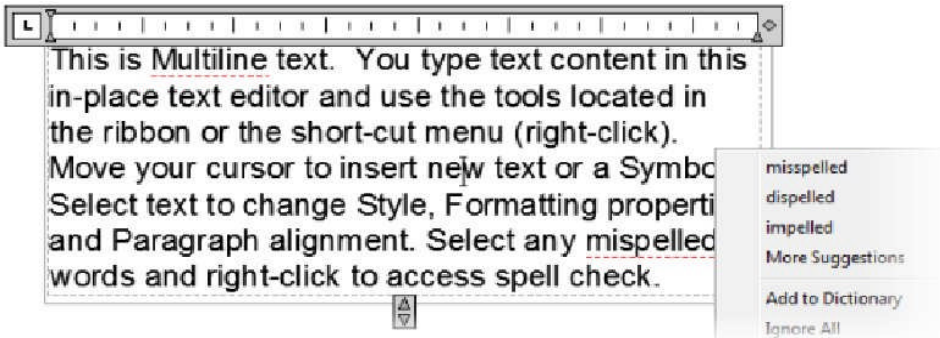 This is Multiline text.  You type text content in this
in-place text editor and use the tools located in
the ribbon or the short-cut menu (right-click).
Move your cursor to insert new text or a Symbo
Select text to change Style, Formatting properti
and Paragraph alignment. Select any mispelled
words and right-click to access spell check.
misspelled
dispelled
impelled
More Suggestions
Add to Dictionary
Ignore All